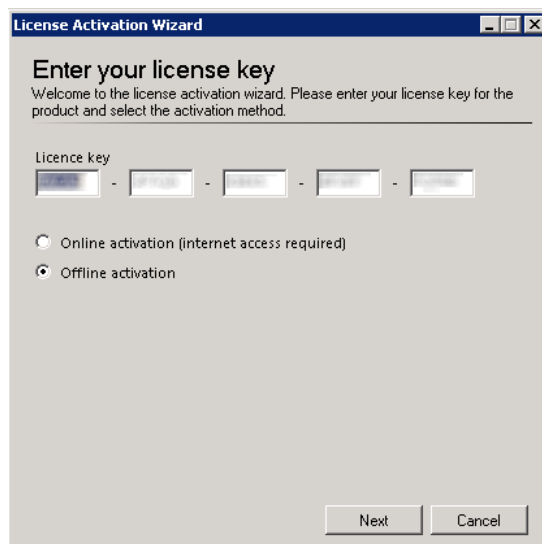 License Activation Wizard
Enter your license key
Welcome to the license activation wizard. Please enter your license key for the
product and select the activation method.
Licence key
- - - -
Online activation (internet access required)
Offline activation
Next Cancel